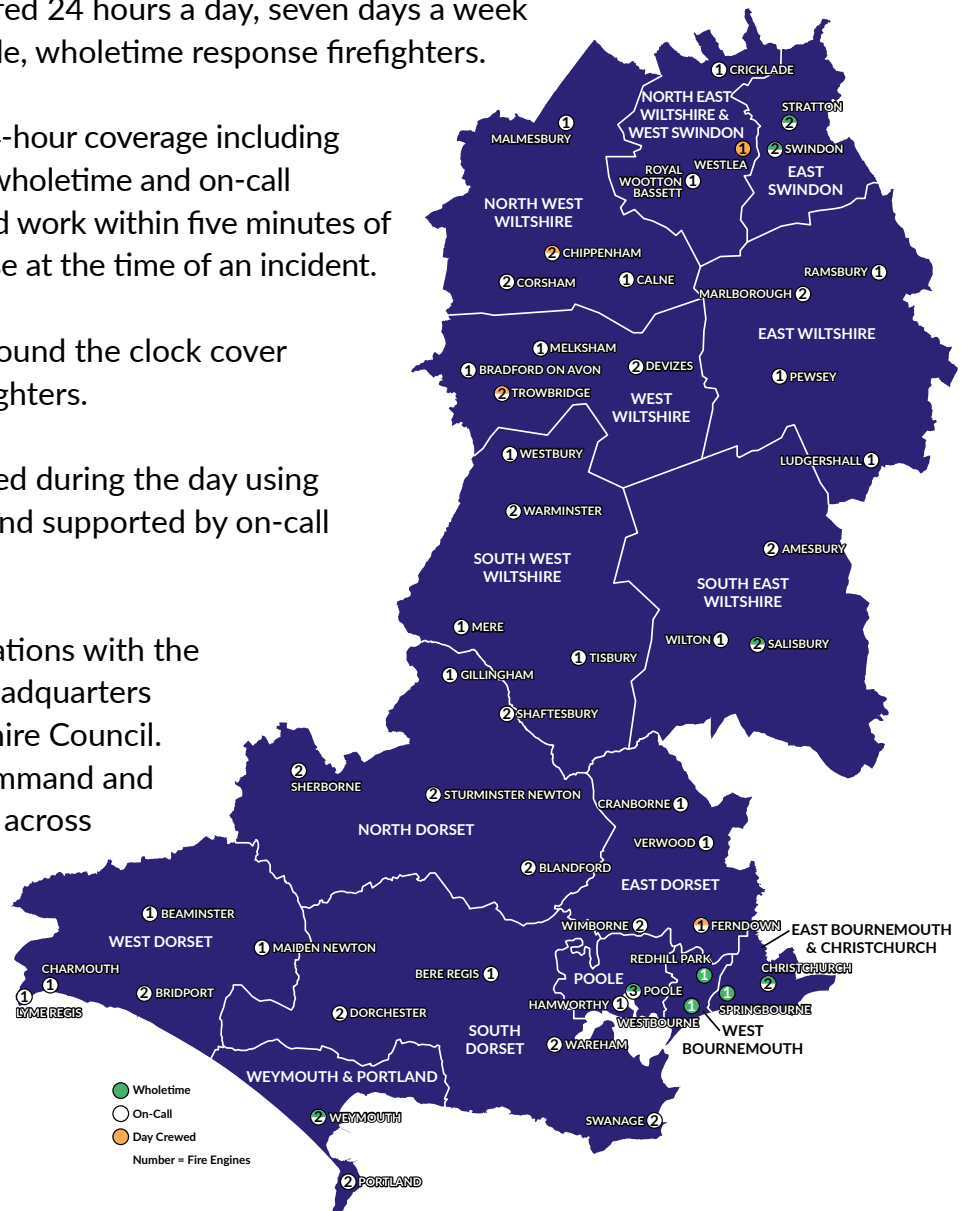 red 24 hours a day, seven days a week
le, wholetime response firefighters.
-hour coverage including
wholetime and on-call
d work within five minutes of
se at the time of an incident.
ound the clock cover
ghters.
ed during the day using
nd supported by on-call
ations with the
eadquarters
hire Council.
mmand and
across
1 CRICKLADE
NORTH EAST
WILTSHIRE &
WEST SWINDON
STRATTON
2
1
MALMESBURY
1
WESTLEA
2 SWINDON
EAST
SWINDON
ROYAL
WOOTTON
BASSETT
1
NORTH WEST
WILTSHIRE
2 CHIPPENHAM
2 CORSHAM
1 CALNE
RAMSBURY 1
MARLBOROUGH 2
EAST WILTSHIRE
1 PEWSEY
1 MELKSHAM
1 BRADFORD ON AVON
2 DEVIZES
2 TROWBRIDGE
WEST
WILTSHIRE
1 WESTBURY
LUDGERSHALL 1
2 WARMINSTER
2 AMESBURY
SOUTH WEST
WILTSHIRE
SOUTH EAST
WILTSHIRE
1 MERE
WILTON 1
2 SALISBURY
1 TISBURY
1 GILLINGHAM
2 SHAFTESBURY
2
SHERBORNE
2 STURMINSTER NEWTON
CRANBORNE 1
NORTH DORSET
VERWOOD 1
2 BLANDFORD
EAST DORSET
1 BEAMINSTER
WIMBORNE 2
1 FERNDOWN
EAST BOURNEMOUTH
& CHRISTCHURCH
WEST DORSET
1 MAIDEN NEWTON
REDHILL PARK
1
CHRISTCHURCH
2
CHARMOUTH
1
BERE REGIS 1
POOLE
3 POOLE
1
LYME REGIS
2 BRIDPORT
HAMWORTHY 1
1
WESTBOURNE
1
SPRINGBOURNE
2 DORCHESTER
WEST
BOURNEMOUTH
SOUTH
DORSET
2 WAREHAM
WEYMOUTH & PORTLAND
2 WEYMOUTH
SWANAGE 2
2 PORTLAND
Wholetime
On-Call
Day Crewed
Number = Fire Engines